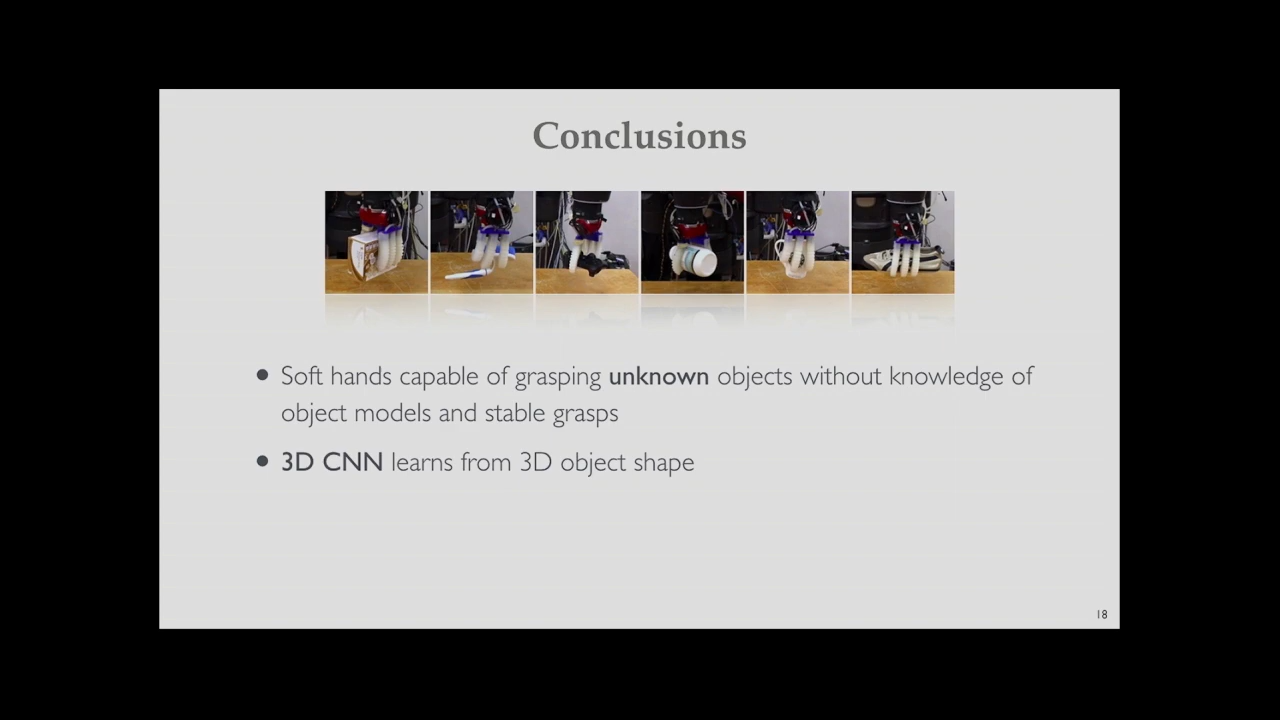 Conclusions
• Soft hands capable of grasping unknown objects without knowledge of
object models and stable grasps
• 3D CNN learns from 3D object shape
18